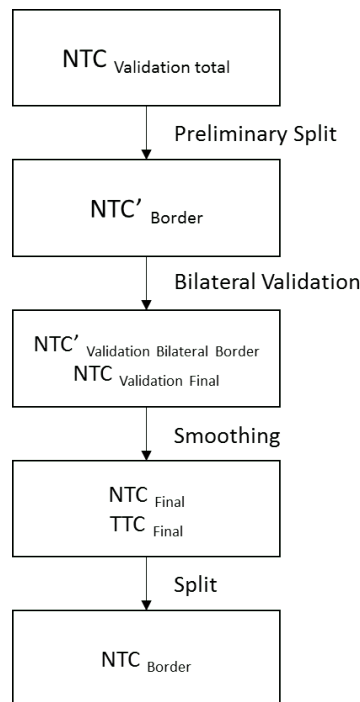 NTC Validation total
Preliminary Split
NTC’ Border
Bilateral Validation
NTC’ Validation Bilateral Border
NTC Validation Final
Smoothing
NTC Final
TTC Final
Split
NTC Border